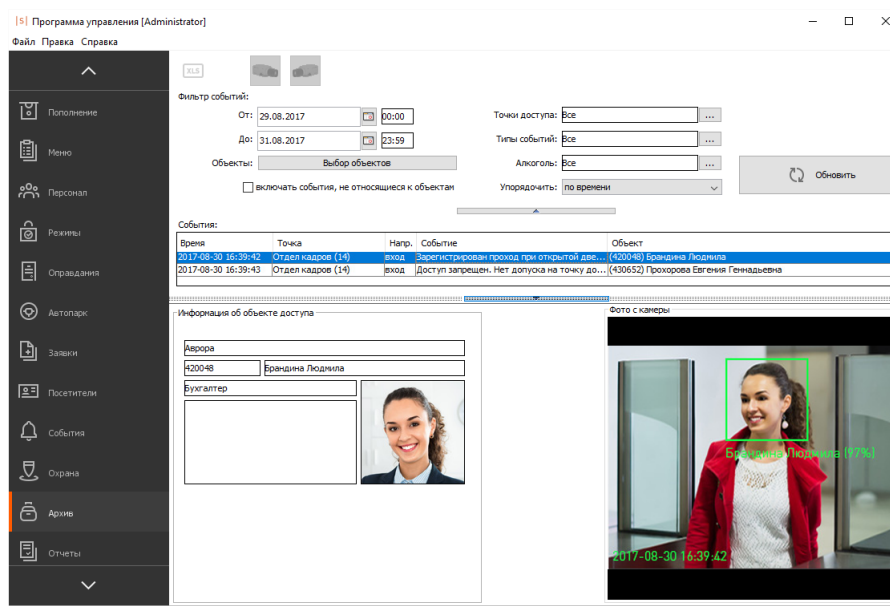 |S| Программа управления [Administrator]
Файл Правка Справка
XLS
Фильтр событий:
От: 29.08.2017 00:00 Точки доступа: Все ...
До: 31.08.2017 23:59 Типы событий: Все ...
Объекты: Выбор объектов Алкоголь: Все ... Обновить
включать события, не относящиеся к объектам Упорядочить: по времени
Пополнение
Меню
Персонал
Режимы
Оправдания
Автопарк
Заявки
Посетители
События
Охрана
Архив
Отчеты
События:
Время Точка Напр. Событие Объект
2017-08-30 16:39:42 Отдел кадров (14) вход Зарегистрирован проход при открытой две... (420048) Брандина Людмила
2017-08-30 16:39:43 Отдел кадров (14) вход Доступ запрещен. Нет допуска на точку до... (430652) Прохорова Евгения Геннадьевна
Информация об объекте доступа
Аврора
420048 Брандина Людмила
Бухгалтер
Фото с камеры
Брандина Людмила (97%)
2017-08-30 16:39:42